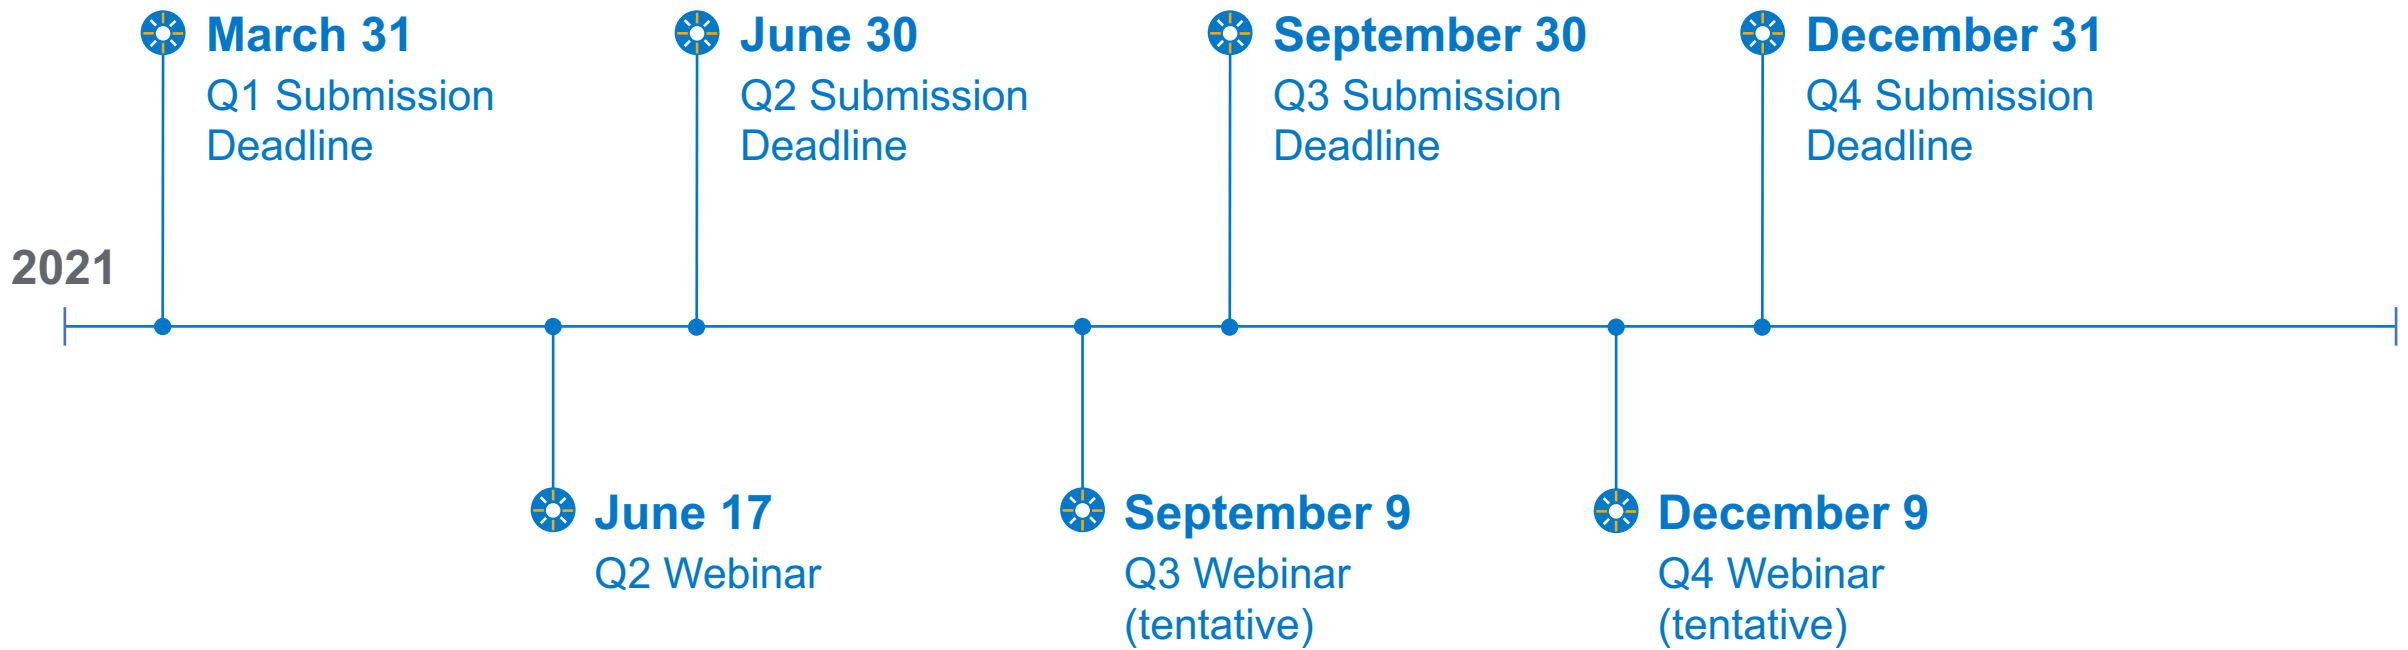 March 31
Q1 Submission
Deadline
June 30
Q2 Submission
Deadline
September 30
Q3 Submission
Deadline
December 31
Q4 Submission
Deadline
2021
June 17
Q2 Webinar
September 9
Q3 Webinar
(tentative)
December 9
Q4 Webinar
(tentative)